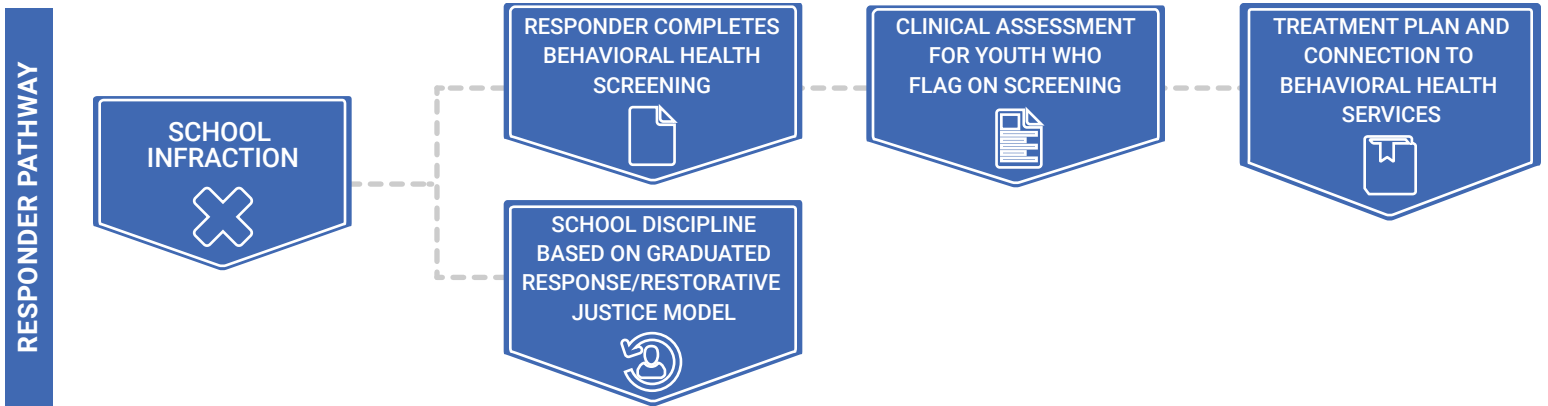 RESPONDER PATHWAY
SCHOOL
INFRACTION
RESPONDER COMPLETES
BEHAVIORAL HEALTH
SCREENING
CLINICAL ASSESSMENT
FOR YOUTH WHO
FLAG ON SCREENING
TREATMENT PLAN AND
CONNECTION TO
BEHAVIORAL HEALTH
SERVICES
SCHOOL DISCIPLINE
BASED ON GRADUATED
RESPONSE/RESTORATIVE
JUSTICE MODEL